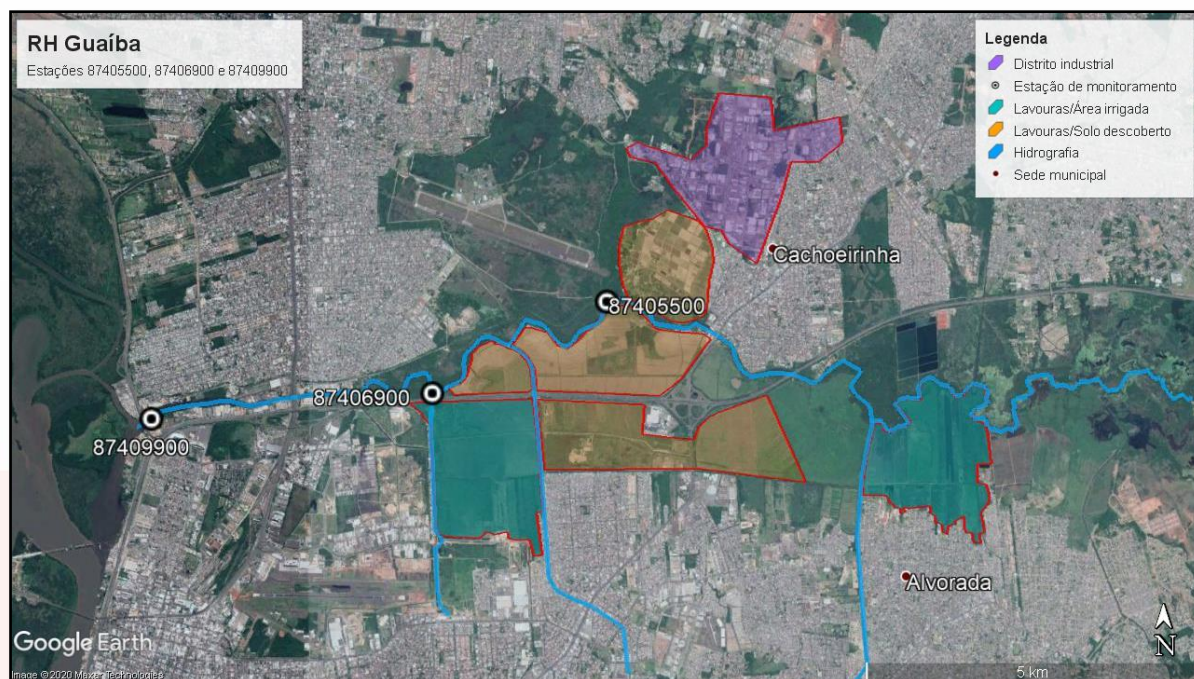 RH Guaíba
Estações 87405500, 87406900 e 87409900
Legenda
Distrito industrial
Estação de monitoramento
Lavouras/Área irrigada
Lavouras/Solo descoberto
Hidrografia
Sede municipal
Cachoeirinha
87405500
87406900
87409900
Alvorada
Google Earth
N
Image © 2020 Maxar Technologies
5 km